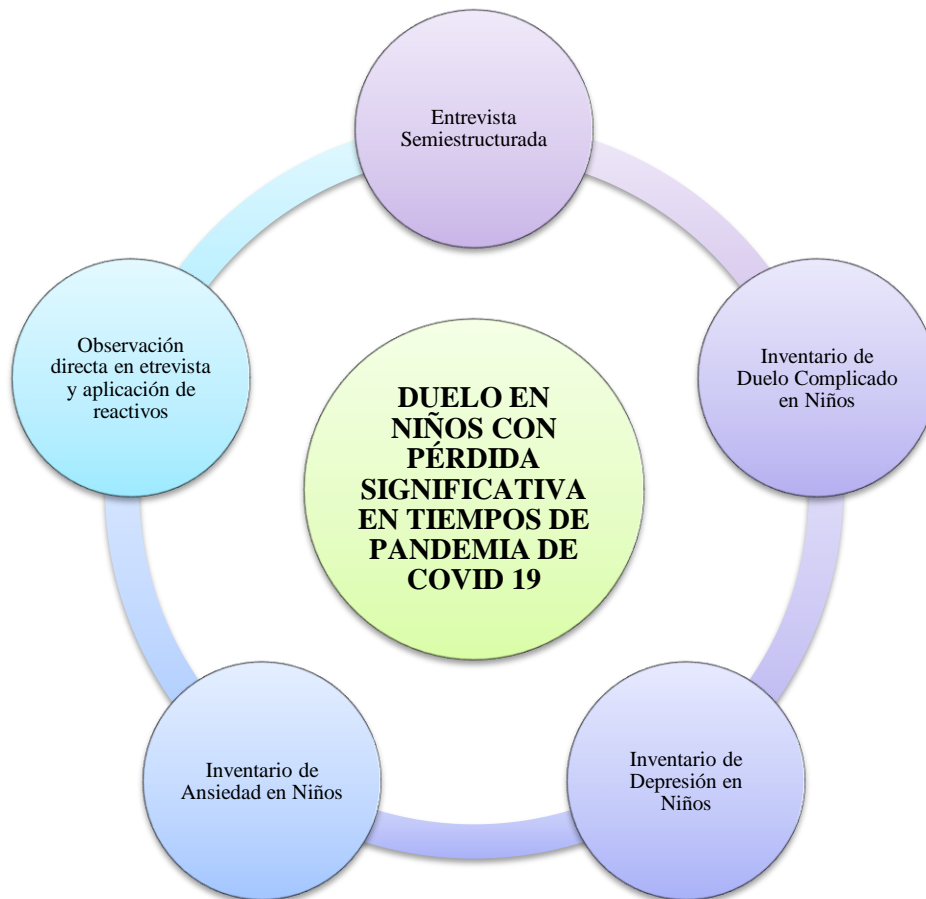 Entrevista
Semiestructurada
Observación
directa en etrevista
y aplicación de
reactivos
Inventario de
Duelo Complicado
en Niños
DUELO EN
NIÑOS CON
PÉRDIDA
SIGNIFICATIVA
EN TIEMPOS DE
PANDEMIA DE
COVID 19
Inventario de
Ansiedad en Niños
Inventario de
Depresión en
Niños